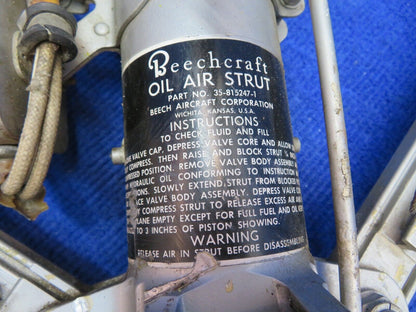 Beechcraft
OIL AIR STRUT
PART NO. 35-815247-1
BEECH AIRCRAFT CORPORATION
WICHITA, KANSAS, U.S.A.
INSTRUCTIONS
TO CHECK FLUID AND FILL
VALVE CAP, DEPRESS VALVE CORE AND ALLOW
COMPRESS. THEN RAISE AND BLOCK STRUT
POSITION. REMOVE VALVE BODY ASSEMBLY
HYDRAULIC OIL CONFORMING TO INSTRUCTION
SLOWLY EXTEND STRUT FROM BLOCKED
VALVE BODY ASSEMBLY. DEPRESS VALVE
COMPRESS STRUT TO RELEASE EXCESS AIR
PLANE EMPTY EXCEPT FOR FULL FUEL AND OIL
TO 3 INCHES OF PISTON SHOWING.
WARNING
RELEASE AIR IN STRUT BEFORE DISASSEMBLING